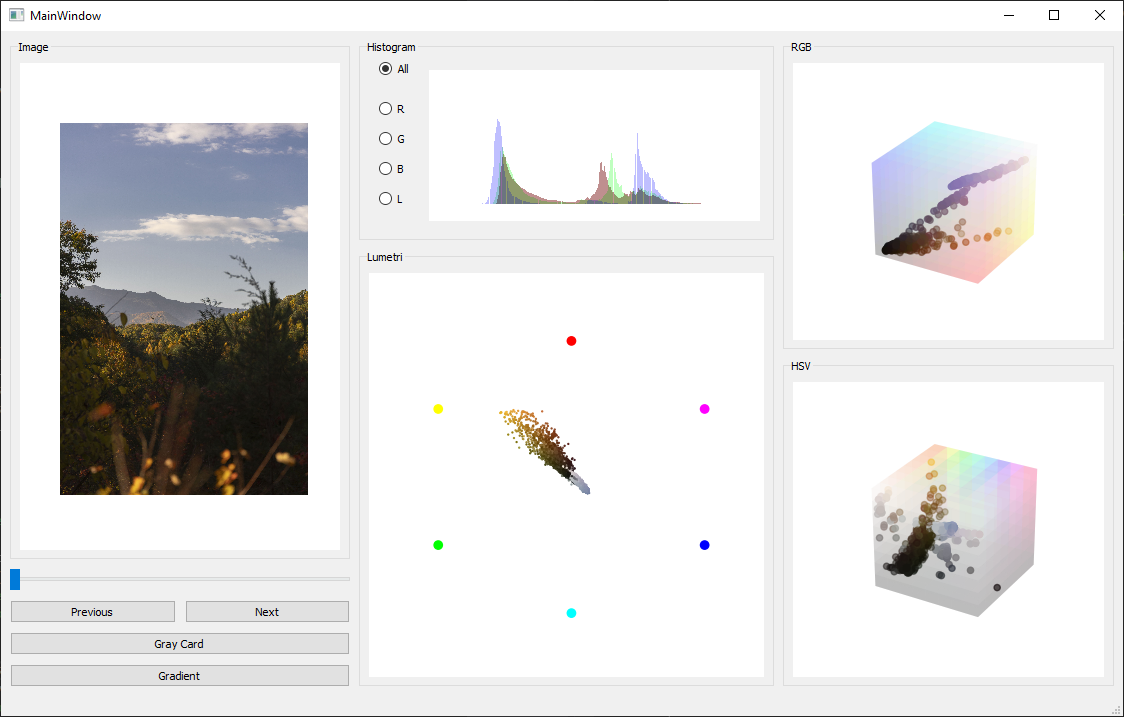 MainWindow
Image
Previous
Next
Gray Card
Gradient
Histogram
All
R
G
B
L
Lumetri
RGB
HSV